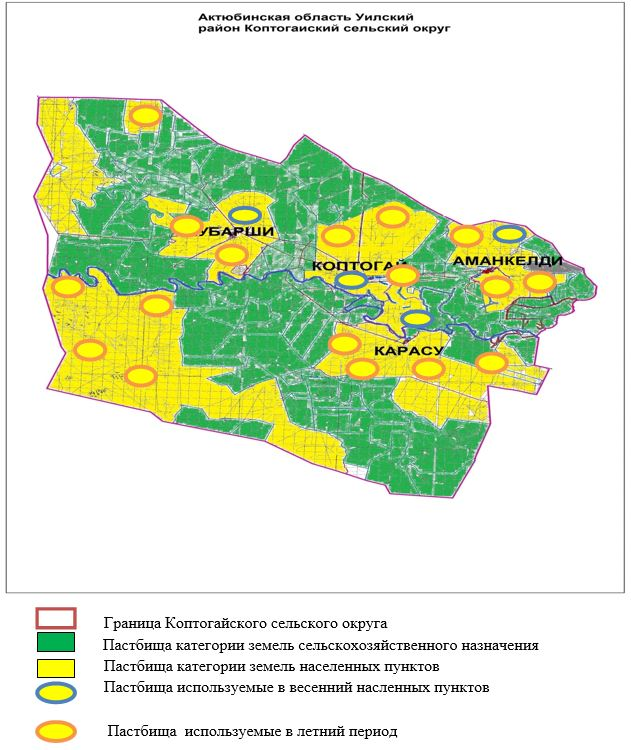 Актюбинская область Уилский
район Коптогаиский сельский округ
УБАРШИ
КОПТОГАЙ
АМАНКЕЛДИ
КАРАСУ
Граница Коптогайского сельского округа
Пастбища категории земель сельскохозяйственного назначения
Пастбища категории земель населенных пунктов
Пастбища используемые в весенний насленных пунктов
Пастбища используемые в летний период